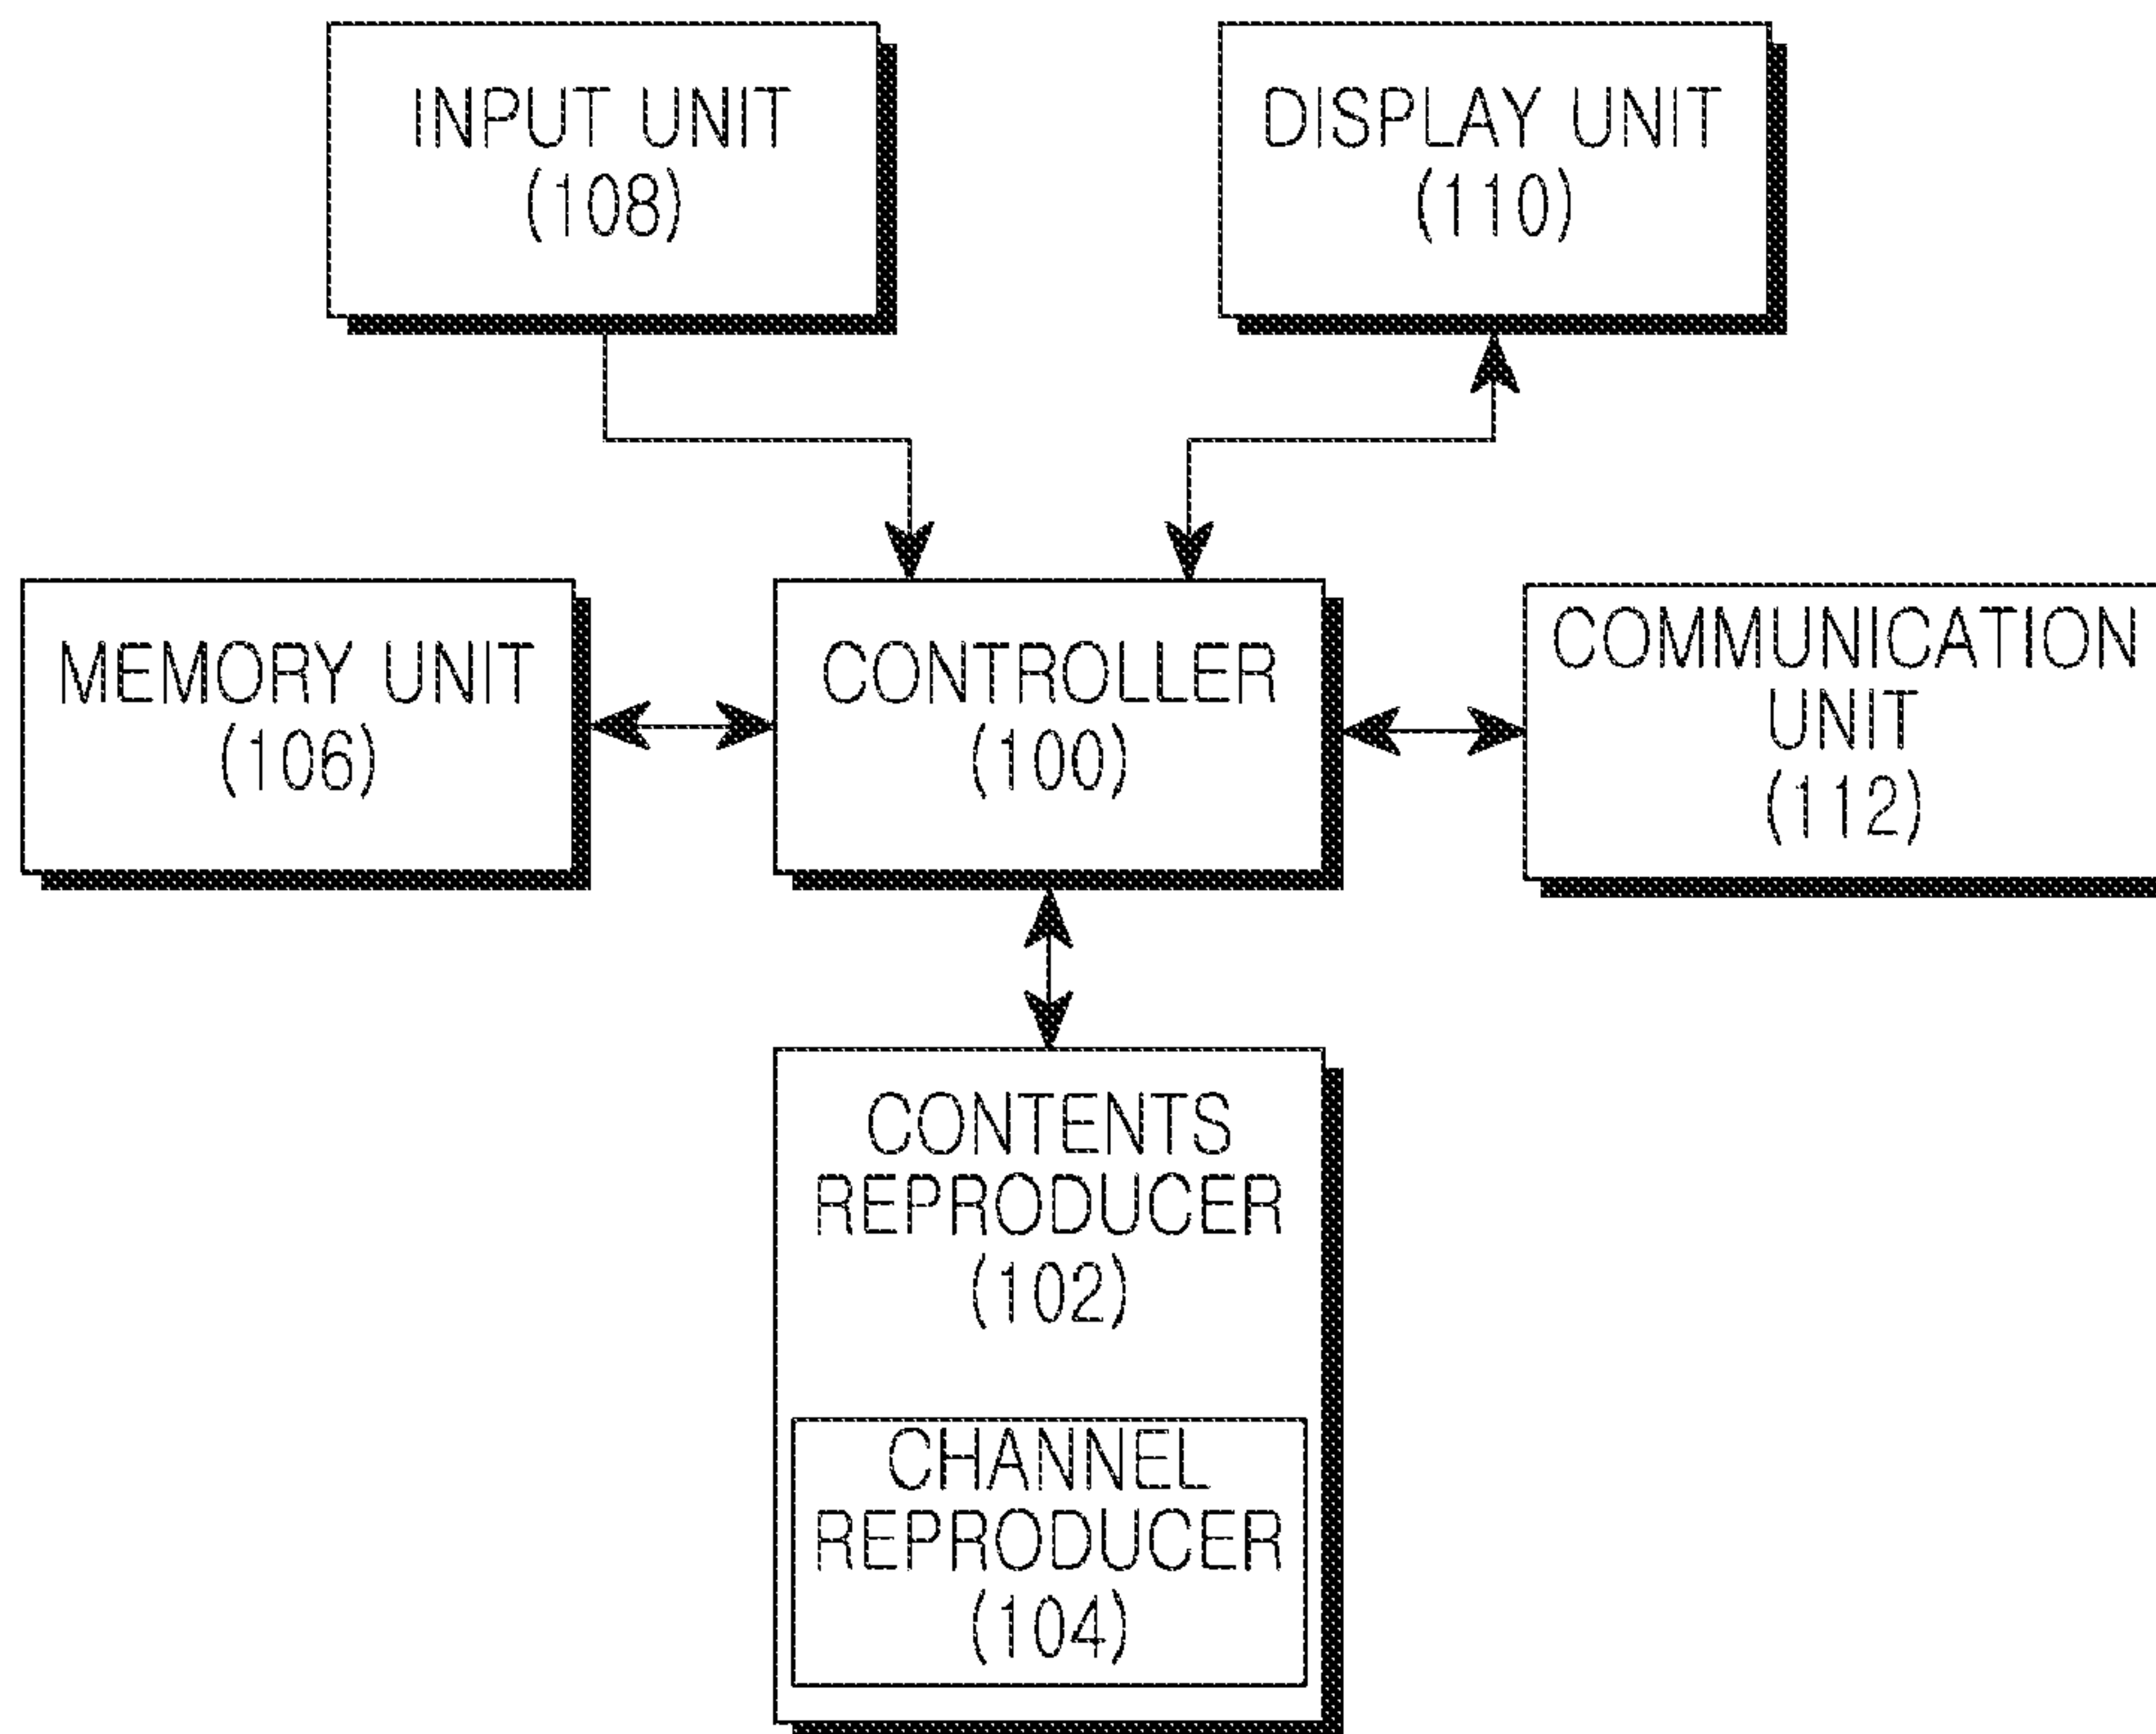 INPUT UNIT
(108)
DISPLAY UNIT
(110)
MEMORY UNIT
(106)
CONTROLLER
(100)
COMMUNICATION
UNIT
(112)
CONTENTS
REPRODUCER
(102)
CHANNEL
REPRODUCER
(104)